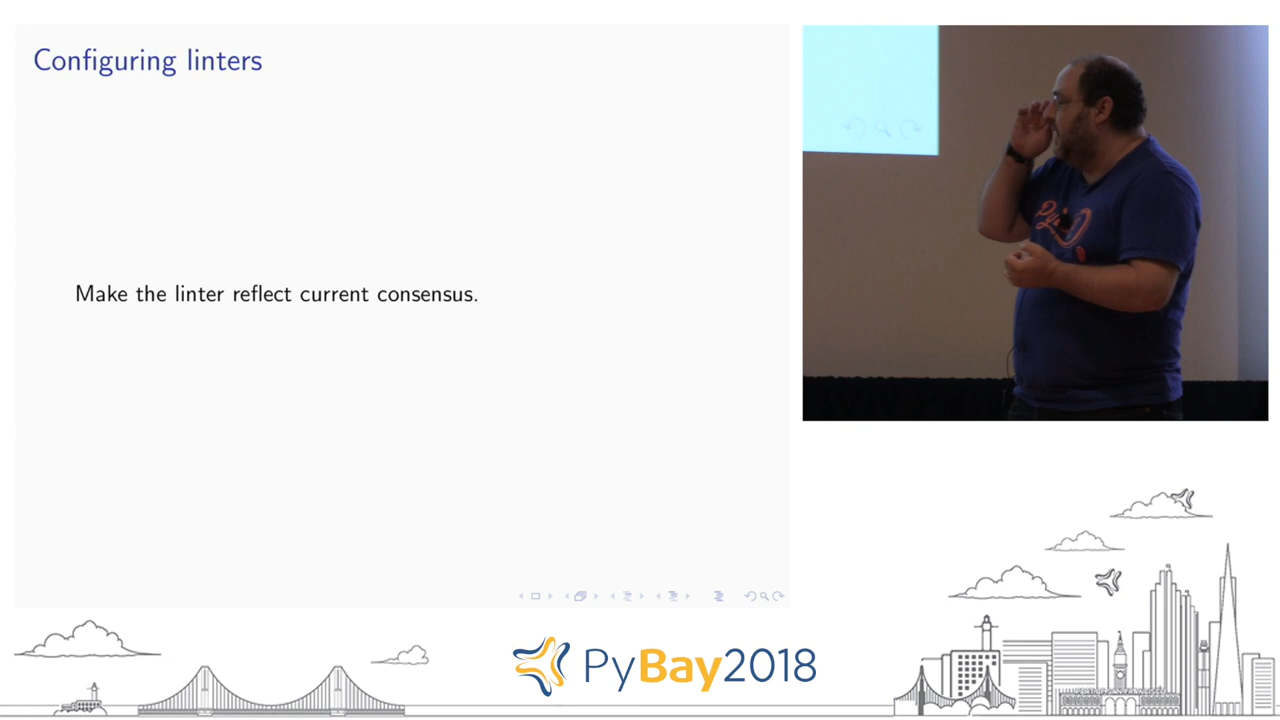 Configuring linters
Make the linter reflect current consensus.
PyBay2018